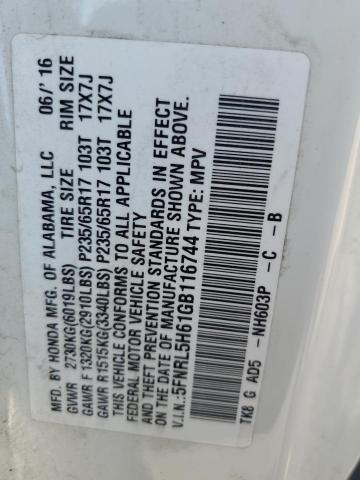 MFD. BY HONDA MFG. OF ALABAMA, LLC 06/'16
TIRE SIZE RIM SIZE
GVWR 2730KG(6019LBS)
GAWR F 1320KG(2910LBS) P235/65R17 103T 17X7J
GAWR R1515KG(3340LBS) P235/65R17 103T 17X7J
THIS VEHICLE CONFORMS TO ALL APPLICABLE
FEDERAL MOTOR VEHICLE SAFETY
AND THEFT PREVENTION STANDARDS IN EFFECT
ON THE DATE OF MANUFACTURE SHOWN ABOVE.
V.I.N.:5FNRL5H61GB116744 TYPE: MPV
TK8 G AD5 -NH603P -C -B